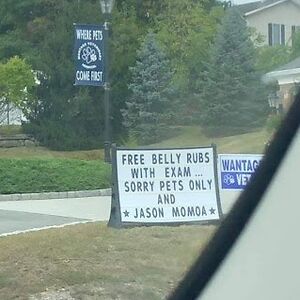 WHERE PETS
COME FIRST
FREE BELLY RUBS
WITH EXAM...
SORRY PETS ONLY
AND
★ JASON MOMOA ★
WANTAG
VET